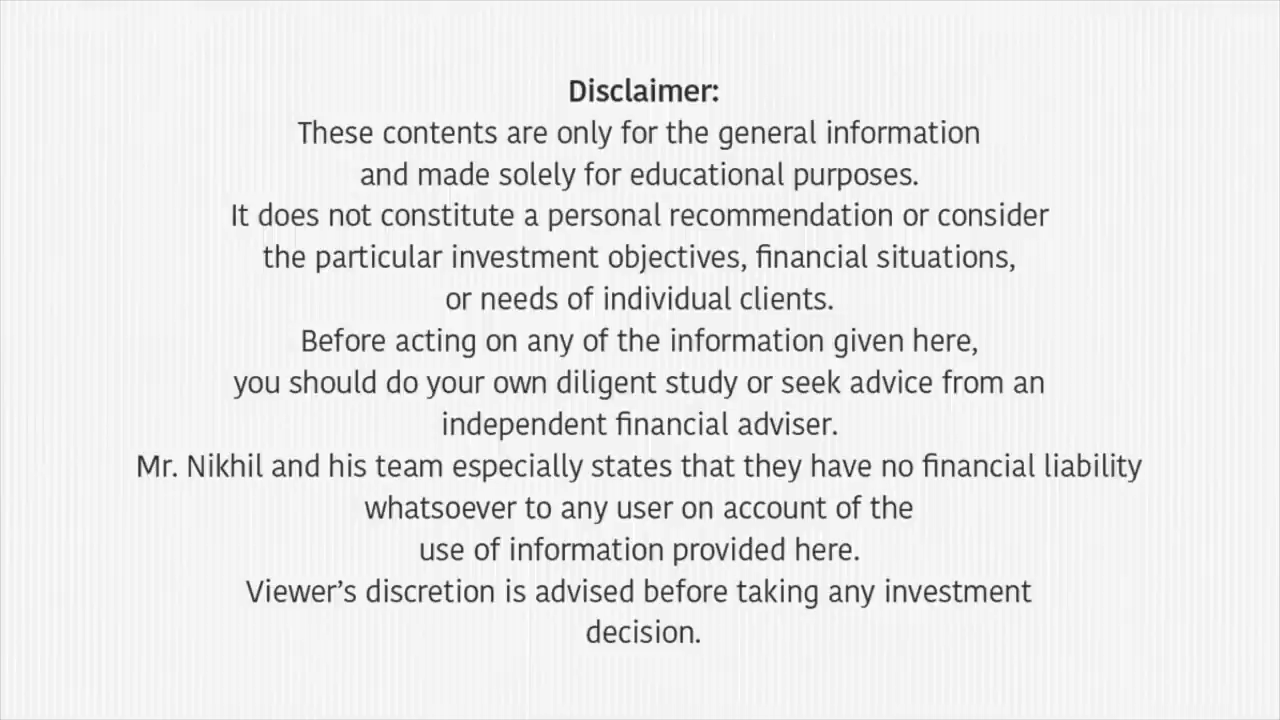 Disclaimer:
These contents are only for the general information
and made solely for educational purposes.
It does not constitute a personal recommendation or consider
the particular investment objectives, financial situations,
or needs of individual clients.
Before acting on any of the information given here,
you should do your own diligent study or seek advice from an
independent financial adviser.
Mr. Nikhil and his team especially states that they have no financial liability
whatsoever to any user on account of the
use of information provided here.
Viewer’s discretion is advised before taking any investment
decision.